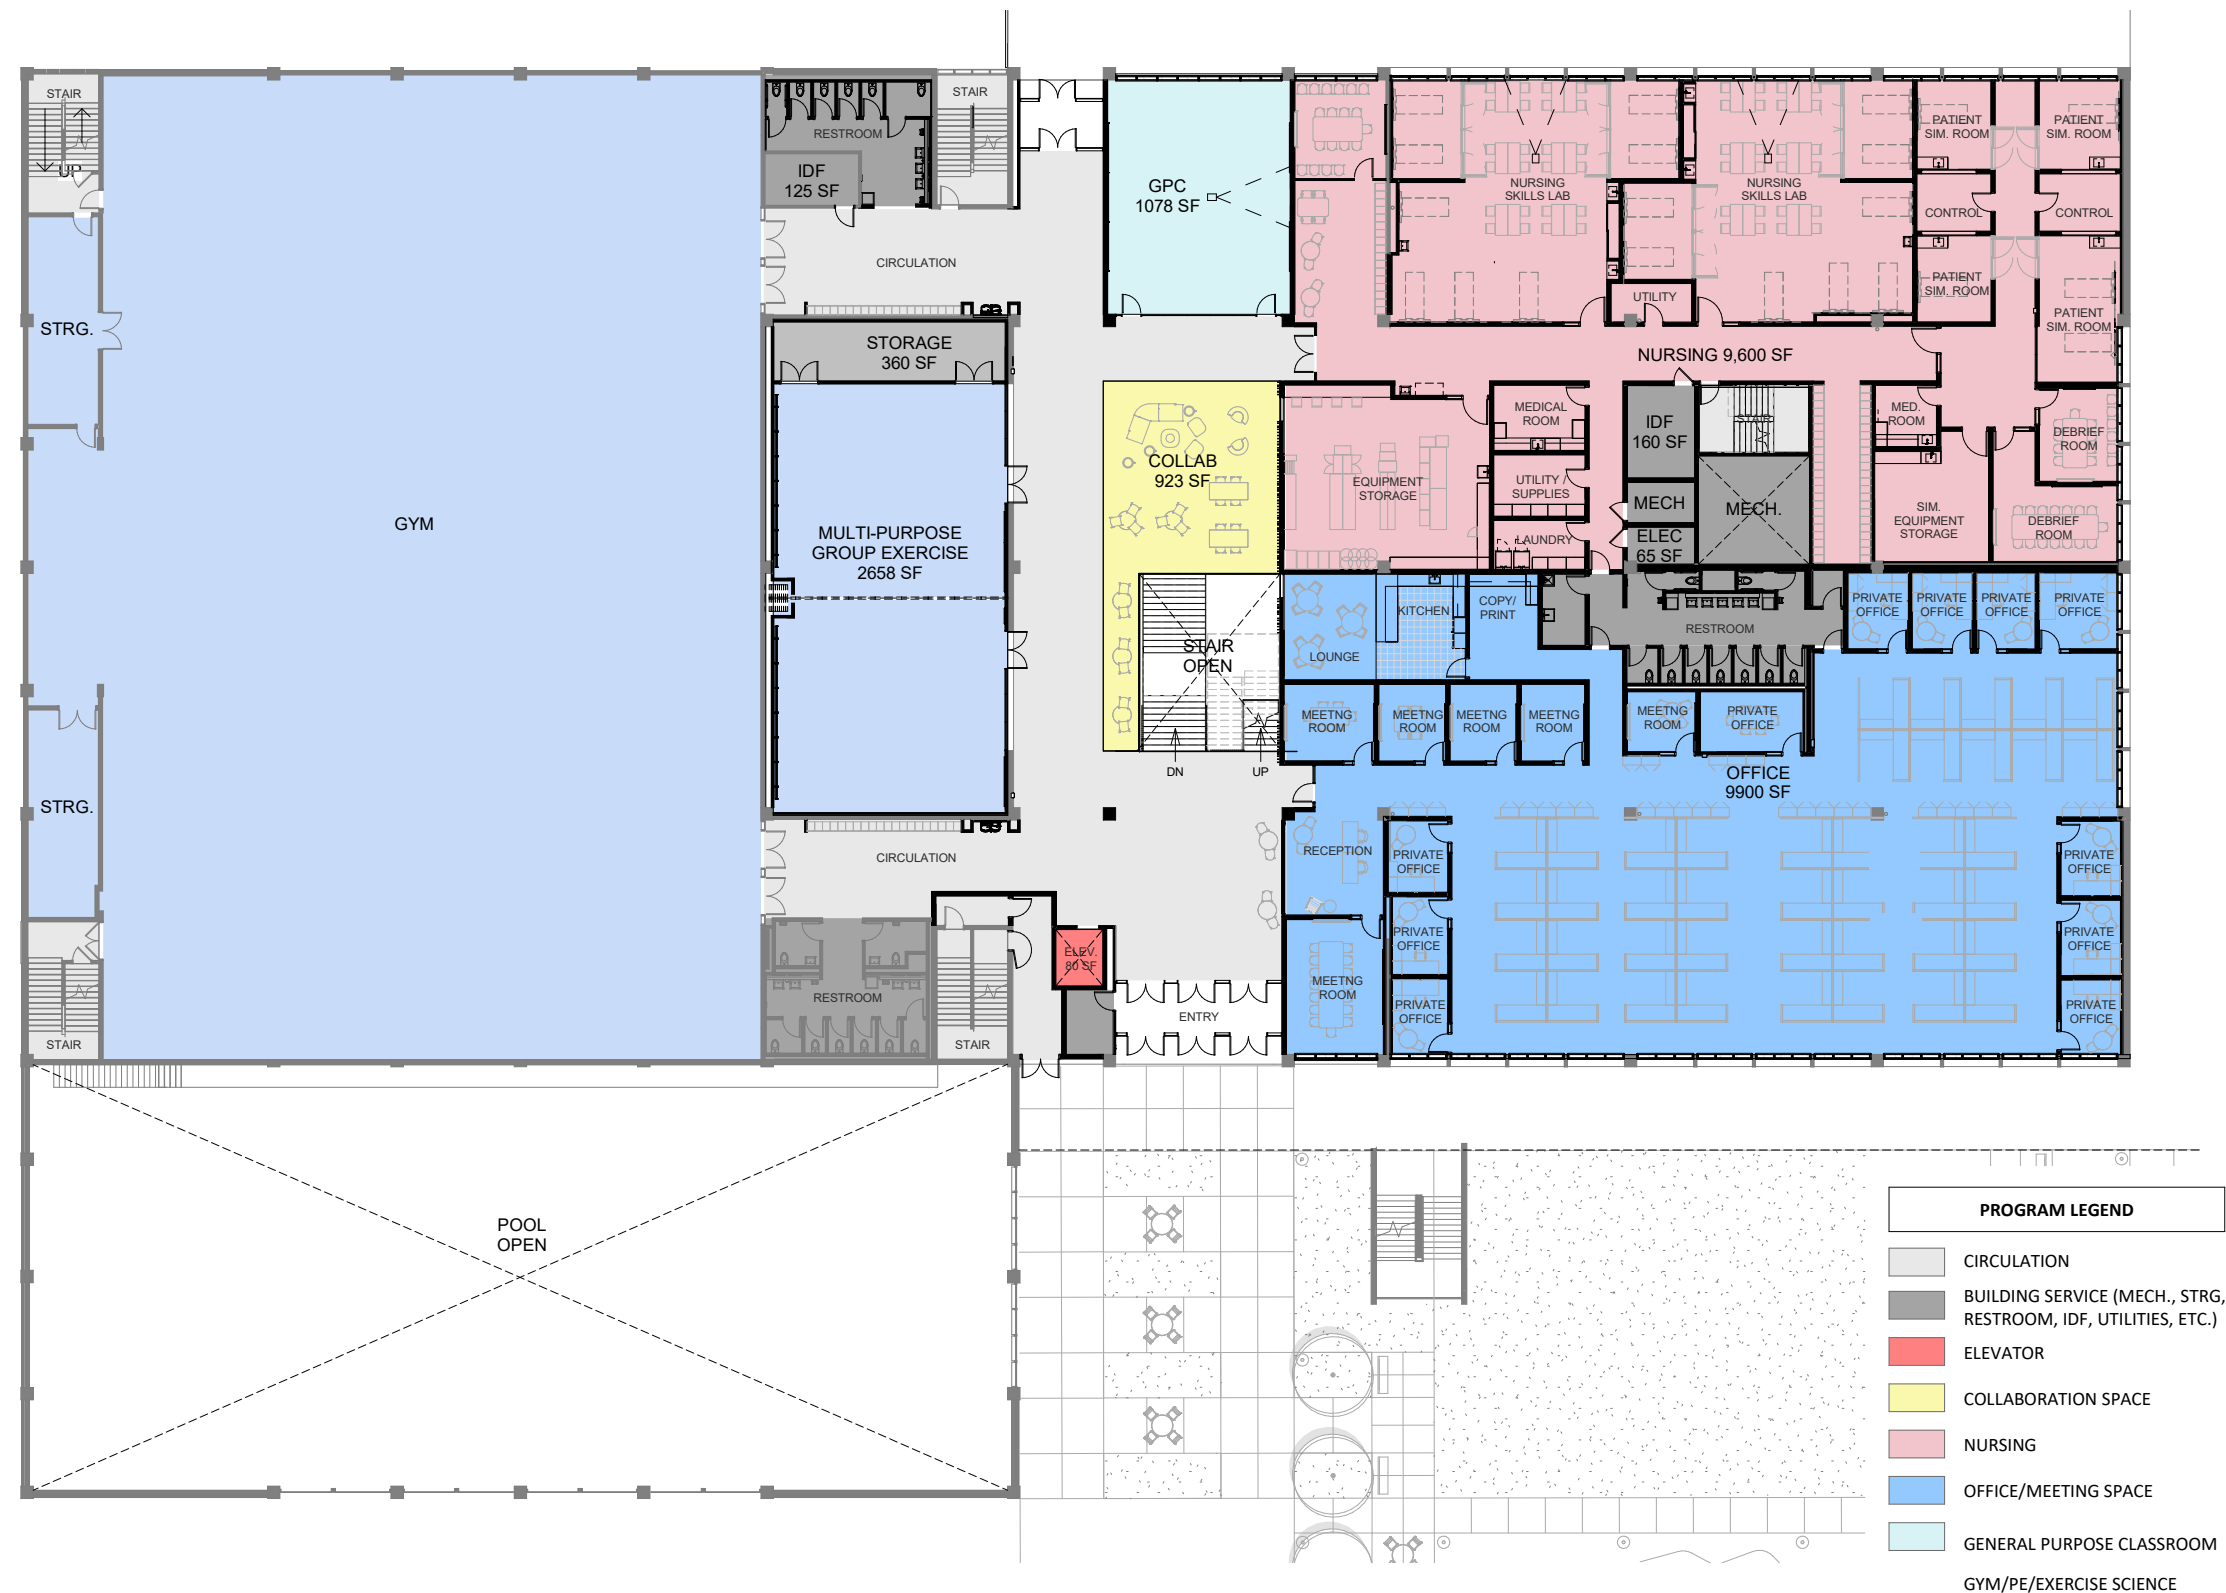 STAIR
UP
STRG.
GYM
STRG.
STAIR
RESTROOM
IDF
125 SF
STAIR
CIRCULATION
STORAGE
360 SF
MULTI-PURPOSE
GROUP EXERCISE
2658 SF
CIRCULATION
RESTROOM
STAIR
GPC
1078 SF
COLLAB
923 SF
STAIR
OPEN
DN
UP
ELEV.
80 SF
ENTRY
NURSING
SKILLS LAB
NURSING
SKILLS LAB
UTILITY
PATIENT
SIM. ROOM
PATIENT
SIM. ROOM
CONTROL
CONTROL
PATIENT
SIM. ROOM
PATIENT
SIM. ROOM
NURSING 9,600 SF
EQUIPMENT
STORAGE
MEDICAL
ROOM
UTILITY /
SUPPLIES
LAUNDRY
IDF
160 SF
MECH
ELEC
65 SF
STAIR
MECH.
MED.
ROOM
SIM.
EQUIPMENT
STORAGE
DEBRIEF
ROOM
DEBRIEF
ROOM
LOUNGE
KITCHEN
COPY/
PRINT
RESTROOM
PRIVATE
OFFICE
PRIVATE
OFFICE
PRIVATE
OFFICE
PRIVATE
OFFICE
MEETNG
ROOM
MEETNG
ROOM
MEETNG
ROOM
MEETNG
ROOM
MEETNG
ROOM
PRIVATE
OFFICE
OFFICE
9900 SF
RECEPTION
PRIVATE
OFFICE
PRIVATE
OFFICE
PRIVATE
OFFICE
PRIVATE
OFFICE
PRIVATE
OFFICE
PRIVATE
OFFICE
MEETNG
ROOM
POOL
OPEN
PROGRAM LEGEND
CIRCULATION
BUILDING SERVICE (MECH., STRG,
RESTROOM, IDF, UTILITIES, ETC.)
ELEVATOR
COLLABORATION SPACE
NURSING
OFFICE/MEETING SPACE
GENERAL PURPOSE CLASSROOM
GYM/PE/EXERCISE SCIENCE